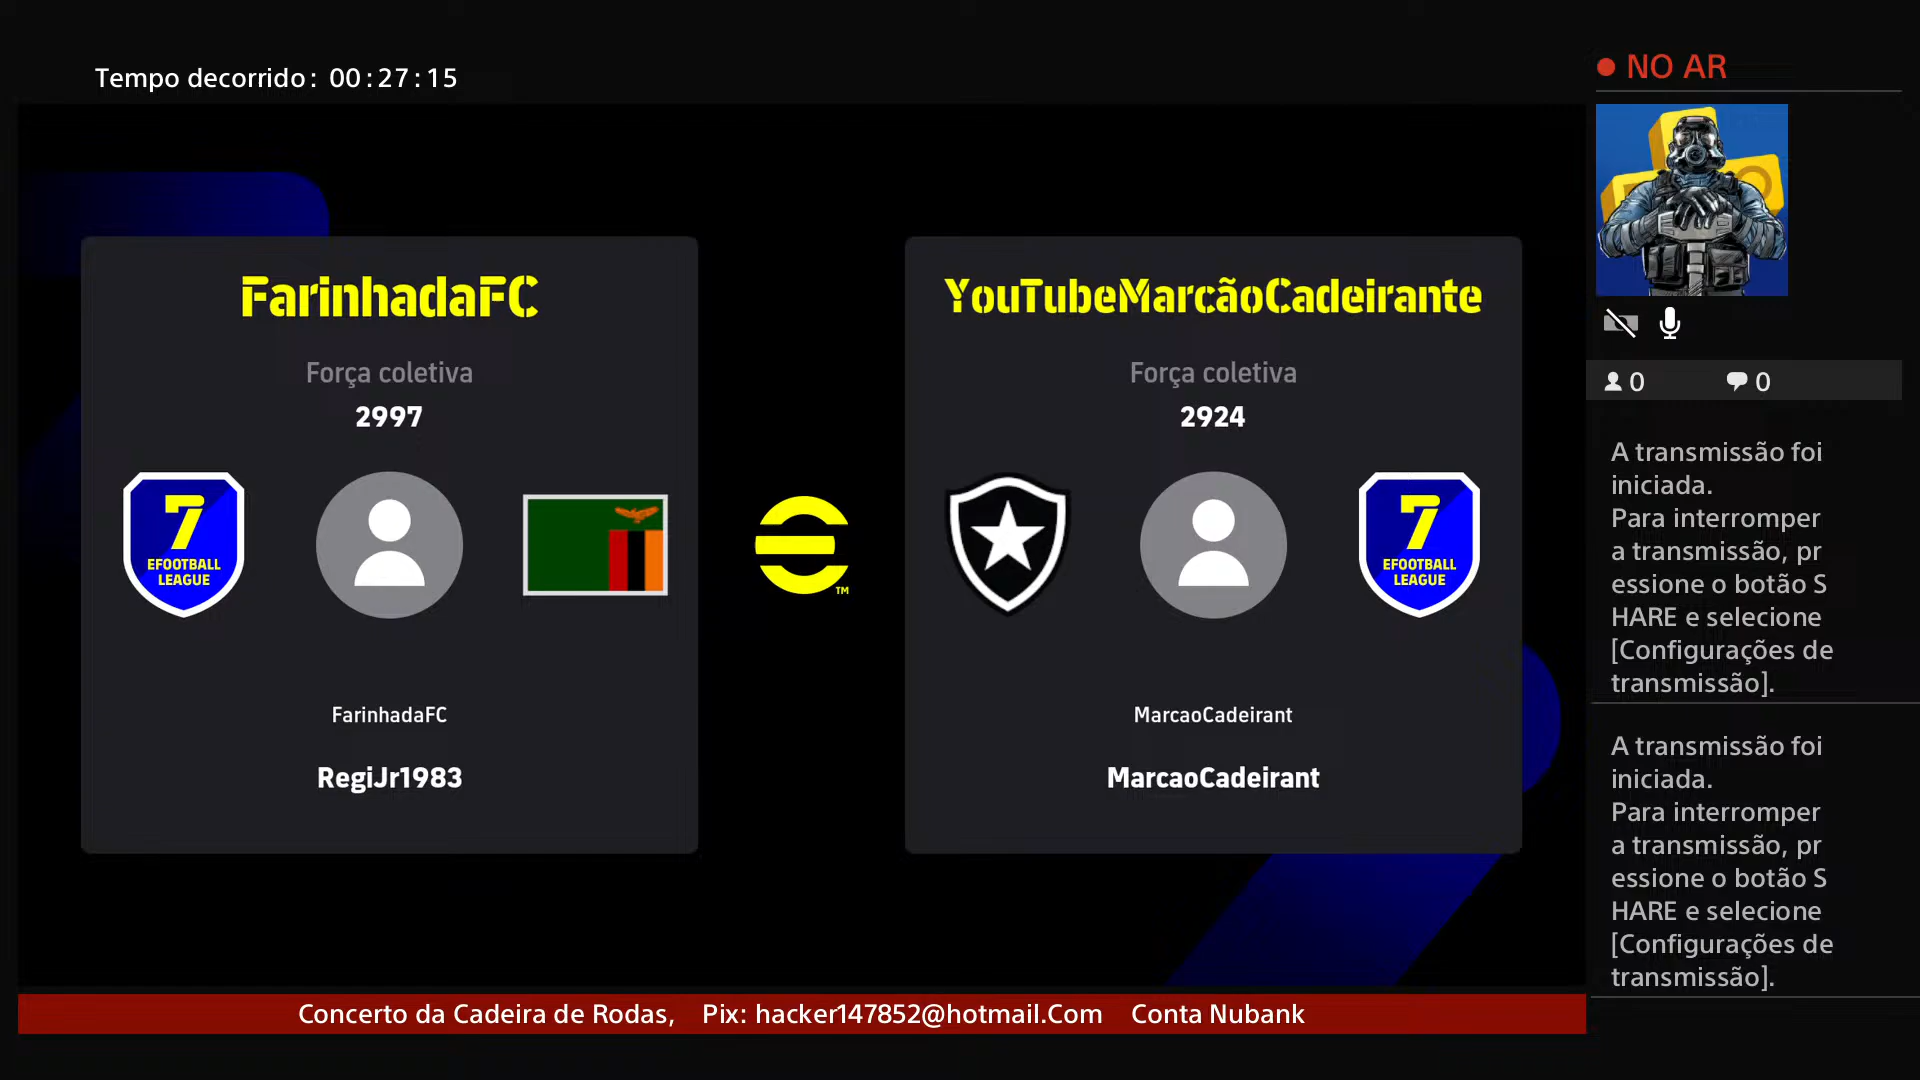 Tempo decorrido: 00:27:15
NO AR
FarinhadaFC
Força coletiva
2997
7
EFOOTBALL
LEAGUE
FarinhadaFC
RegiJr1983
TM
YouTubeMarcãoCadeirante
Força coletiva
2924
7
EFOOTBALL
LEAGUE
MarcaoCadeirant
MarcaoCadeirant
0
0
A transmissão foi
iniciada.
Para interromper
a transmissão, pr
essione o botão S
HARE e selecione
[Configurações de
transmissão].
A transmissão foi
iniciada.
Para interromper
a transmissão, pr
essione o botão S
HARE e selecione
[Configurações de
transmissão].
Concerto da Cadeira de Rodas, Pix: hacker147852@hotmail.Com Conta Nubank